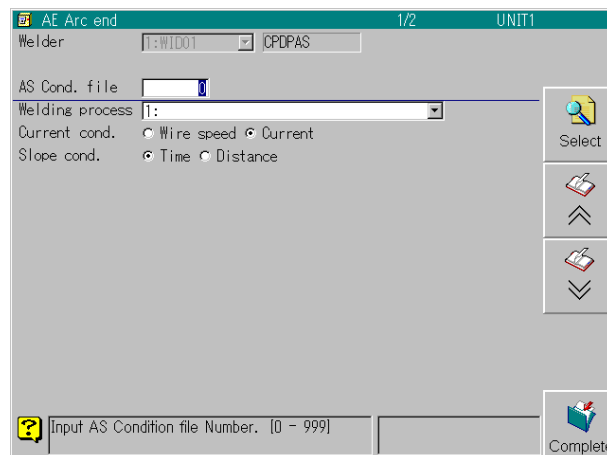 AE Arc end 1/2 UNIT1
Welder 1:WID01 CPDPAS
AS Cond. file 0
Welding process 1:
Current cond. Wire speed Current
Slope cond. Time Distance
Select
Input AS Condition file Number. [0 - 999]
Complete